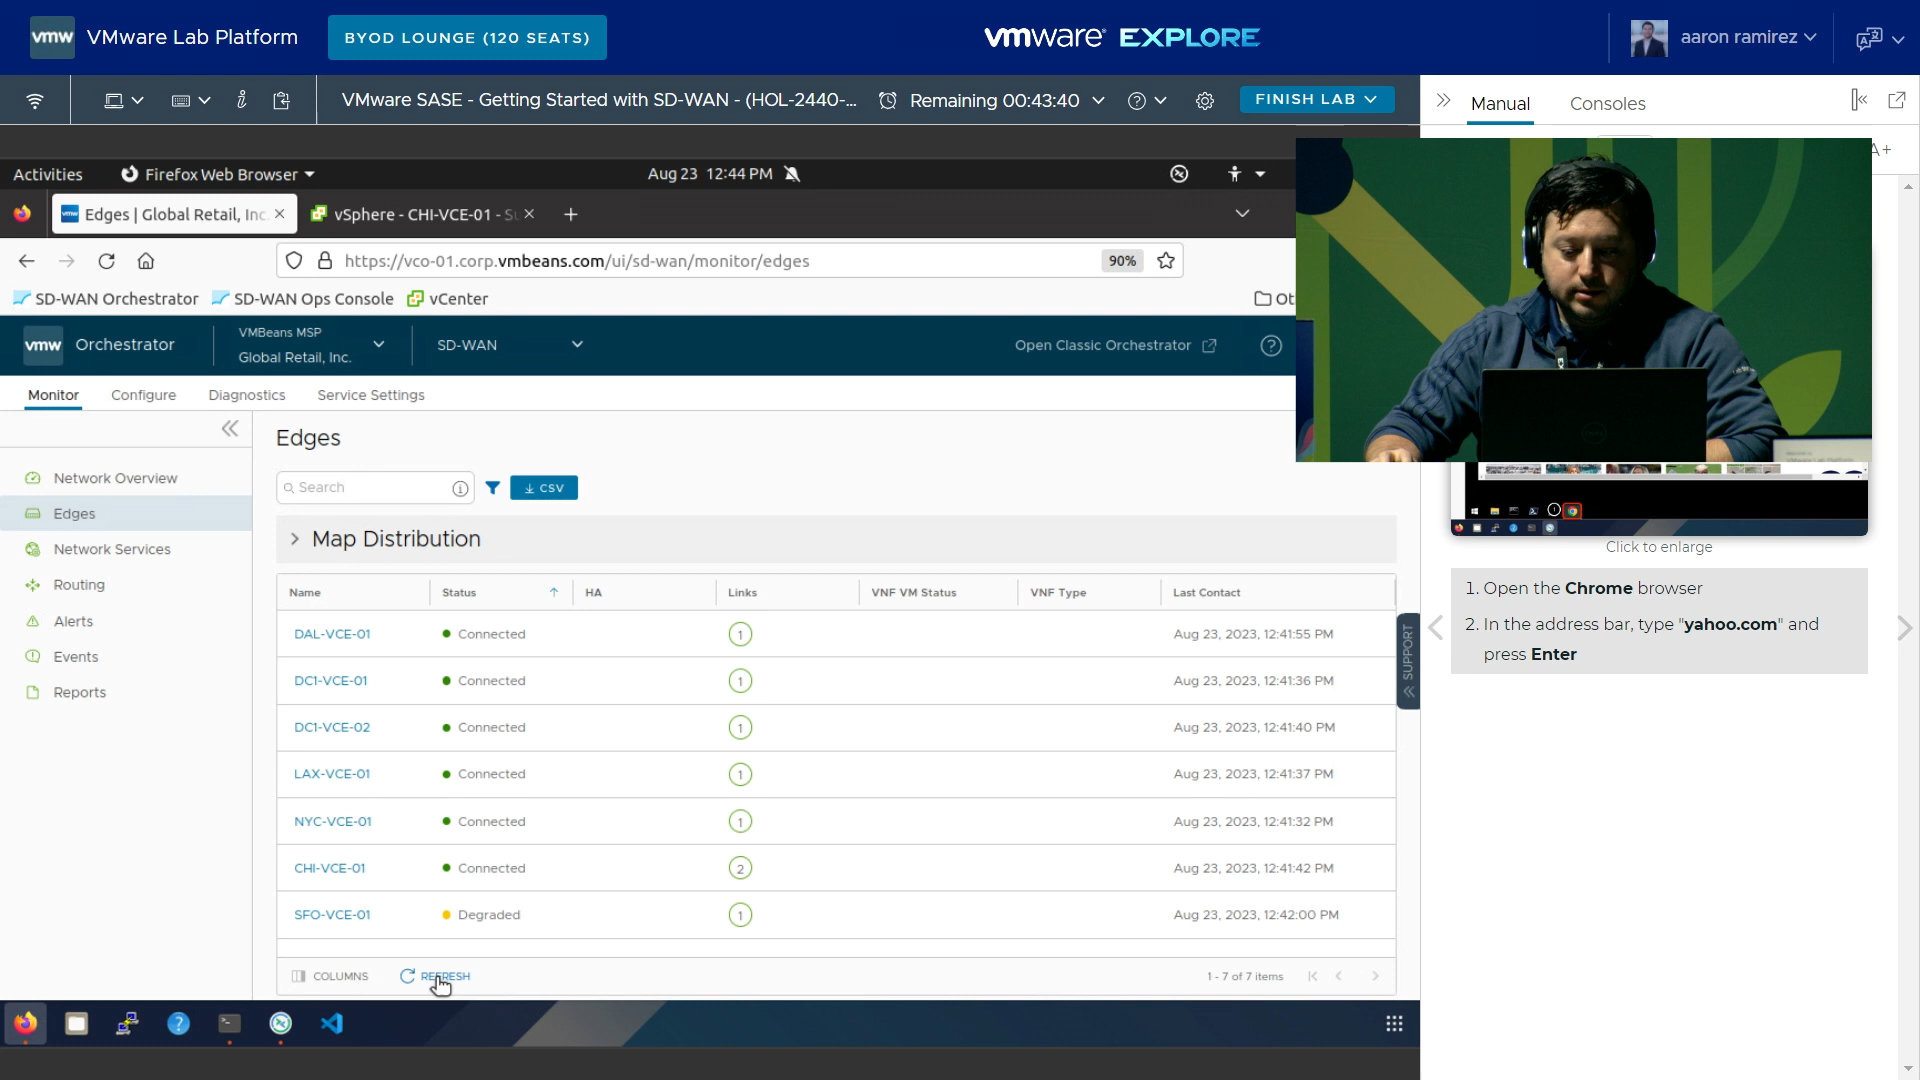 vmw VMware Lab Platform BYOD LOUNGE (120 SEATS) vmware EXPLORE aaron ramirez
VMware SASE - Getting Started with SD-WAN - (HOL-2440-... Remaining 00:43:40 FINISH LAB
Manual Consoles
A+
Activities Firefox Web Browser Aug 23 12:44 PM
Edges | Global Retail, Inc. vSphere - CHI-VCE-01 -
https://vco-01.corp.vmbeans.com/ui/sd-wan/monitor/edges 90%
SD-WAN Orchestrator SD-WAN Ops Console vCenter
vmw Orchestrator VMBeans MSP
Global Retail, Inc. SD-WAN Open Classic Orchestrator
Monitor Configure Diagnostics Service Settings
Network Overview
Edges
Network Services
Routing
Alerts
Events
Reports
Edges
Search CSV
Map Distribution
Name Status HA Links VNF VM Status VNF Type Last Contact
DAL-VCE-01 Connected 1 Aug 23, 2023, 12:41:55 PM
DC1-VCE-01 Connected 1 Aug 23, 2023, 12:41:36 PM
DC1-VCE-02 Connected 1 Aug 23, 2023, 12:41:40 PM
LAX-VCE-01 Connected 1 Aug 23, 2023, 12:41:37 PM
NYC-VCE-01 Connected 1 Aug 23, 2023, 12:41:32 PM
CHI-VCE-01 Connected 2 Aug 23, 2023, 12:41:42 PM
SFO-VCE-01 Degraded 1 Aug 23, 2023, 12:42:00 PM
COLUMNS REFRESH 1 - 7 of 7 items
SUPPORT
Click to enlarge
1. Open the Chrome browser
2. In the address bar, type "yahoo.com" and
press Enter